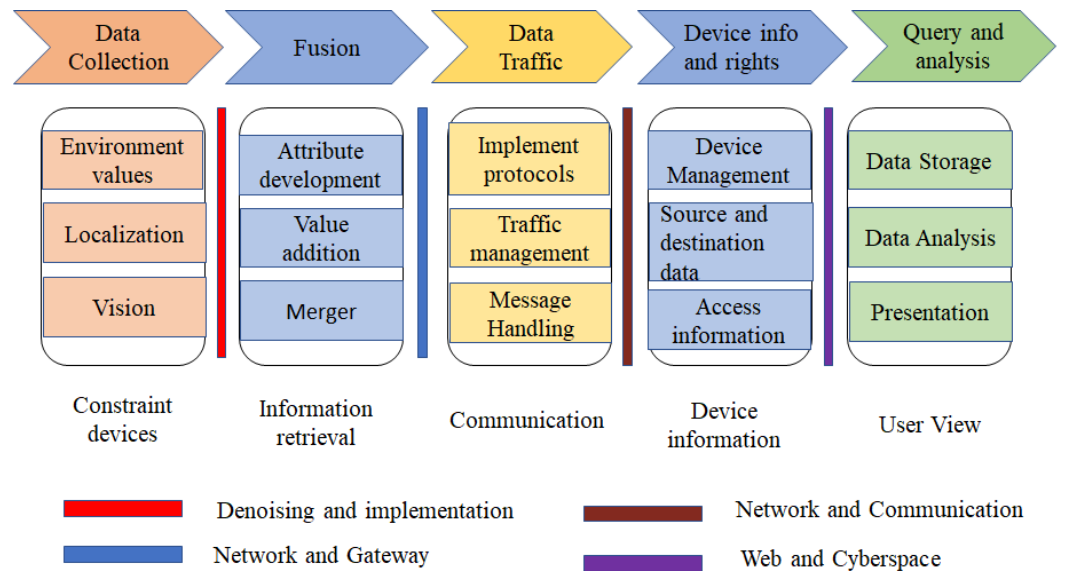 Data
Collection
Fusion
Data
Traffic
Device info
and rights
Query and
analysis
Environment
values
Localization
Vision
Attribute
development
Value
addition
Merger
Implement
protocols
Traffic
management
Message
Handling
Device
Management
Source and
destination
data
Access
information
Data Storage
Data Analysis
Presentation
Constraint
devices
Information
retrieval
Communication
Device
information
User View
Denoising and implementation
Network and Gateway
Network and Communication
Web and Cyberspace